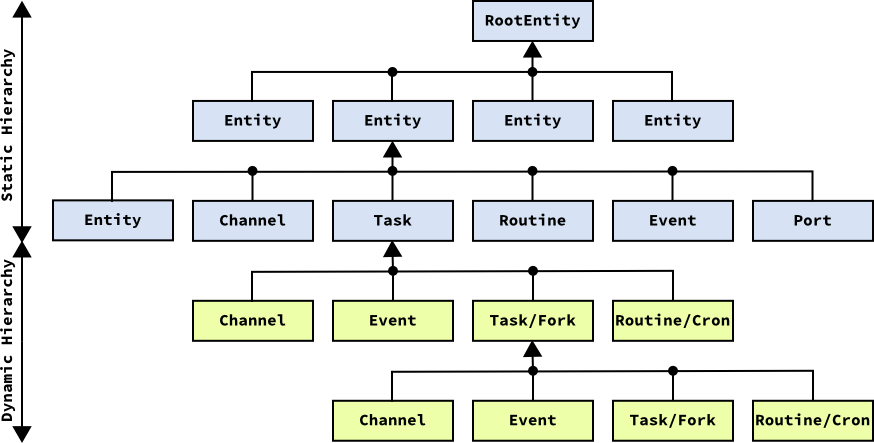 RootEntity
Static Hierarchy
Entity
Entity
Entity
Entity
Entity
Channel
Task
Routine
Event
Port
Dynamic Hierarchy
Channel
Event
Task/Fork
Routine/Cron
Channel
Event
Task/Fork
Routine/Cron